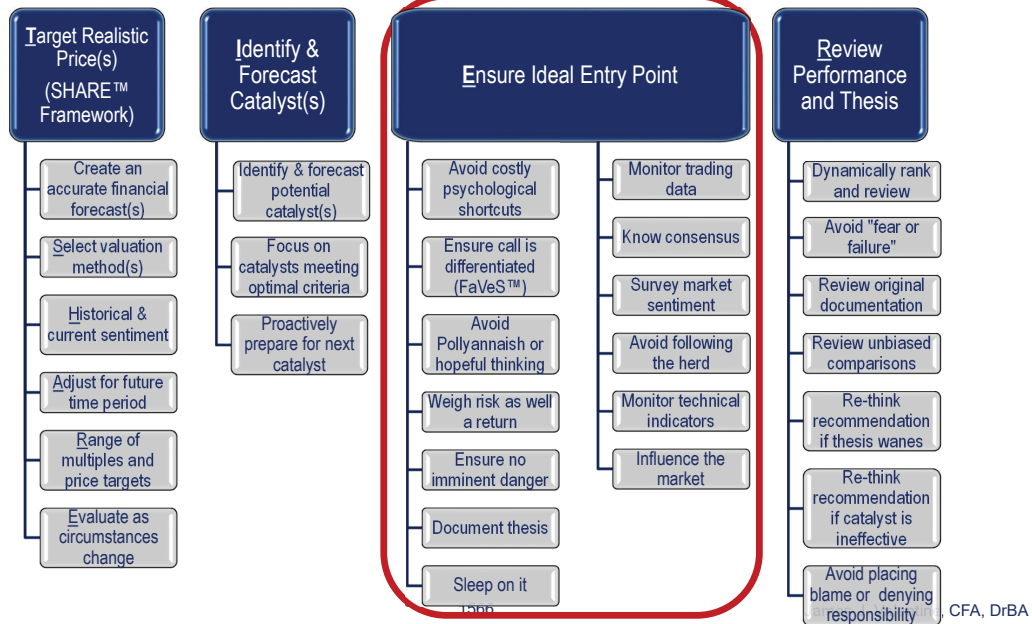 Target Realistic
Price(s)
(SHARE™
Framework)
Create an
accurate financial
forecast(s)
Select valuation
method(s)
Historical &
current sentiment
Adjust for future
time period
Range of
multiples and
price targets
Evaluate as
circumstances
change
Identify &
Forecast
Catalyst(s)
Identify & forecast
potential
catalyst(s)
Focus on
catalysts meeting
optimal criteria
Proactively
prepare for next
catalyst
Ensure Ideal Entry Point
Avoid costly
psychological
shortcuts
Ensure call is
differentiated
(FaVeS™)
Avoid
Pollyannaish or
hopeful thinking
Weigh risk as well
a return
Ensure no
imminent danger
Document thesis
Sleep on it
Monitor trading
data
Know consensus
Survey market
sentiment
Avoid following
the herd
Monitor technical
indicators
Influence the
market
Review
Performance
and Thesis
Dynamically rank
and review
Avoid "fear or
failure"
Review original
documentation
Review unbiased
comparisons
Re-think
recommendation
if thesis wanes
Re-think
recommendation
if catalyst is
ineffective
Avoid placing
blame or denying
responsibility
1566
, CFA, DrBA